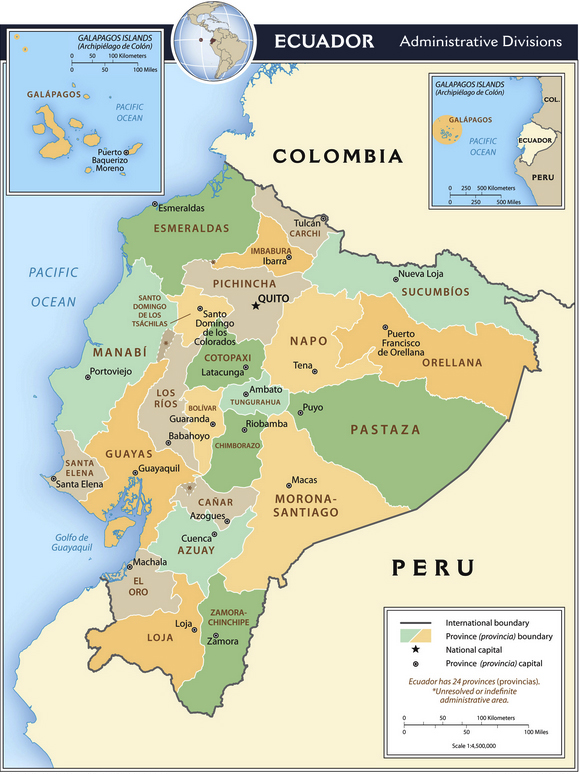 ECUADOR Administrative Divisions
GALAPAGOS ISLANDS
(Archipiélago de Colón)
0 50 100 Kilometers
0 50 100 Miles
GALÁPAGOS
PACIFIC
OCEAN
Puerto
Baquerizo
Moreno
GALAPAGOS ISLANDS
(Archipiélago de Colón)
COL.
GALÁPAGOS
ECUADOR
PACIFIC
OCEAN
PERU
0 250 500 Kilometers
0 250 500 Miles
COLOMBIA
Esmeraldas
ESMERALDAS
Tulcán
CARCHI
IMBABURA
Ibarra
PACIFIC
OCEAN
Nueva Loja
SUCUMBÍOS
PICHINCHA
QUITO
SANTO
DOMINGO
DE LOS
TSÁCHILAS
Santo
Domingo
de los
Colorados
NAPO
Puerto
Francisco
de Orellana
ORELLANA
MANABÍ
Portoviejo
COTOPAXI
Latacunga
Tena
LOS
RÍOS
Ambato
TUNGURAHUA
BOLÍVAR
Guaranda
Puyo
Riobamba
PASTAZA
Babahoyo
CHIMBORAZO
GUAYAS
Guayaquil
SANTA
ELENA
Santa Elena
Macas
MORONA-
SANTIAGO
CAÑAR
Azogues
Golfo de
Guayaquil
Cuenca
AZUAY
Machala
EL
ORO
PERU
ZAMORA-
CHINCHIPE
Loja
LOJA
Zamora
International boundary
Province (provincia) boundary
National capital
Province (provincia) capital
Ecuador has 24 provinces (provincias).
*Unresolved or indefinite
administrative area.
0 50 100 Kilometers
0 50 100 Miles
Scale 1:4,500,000